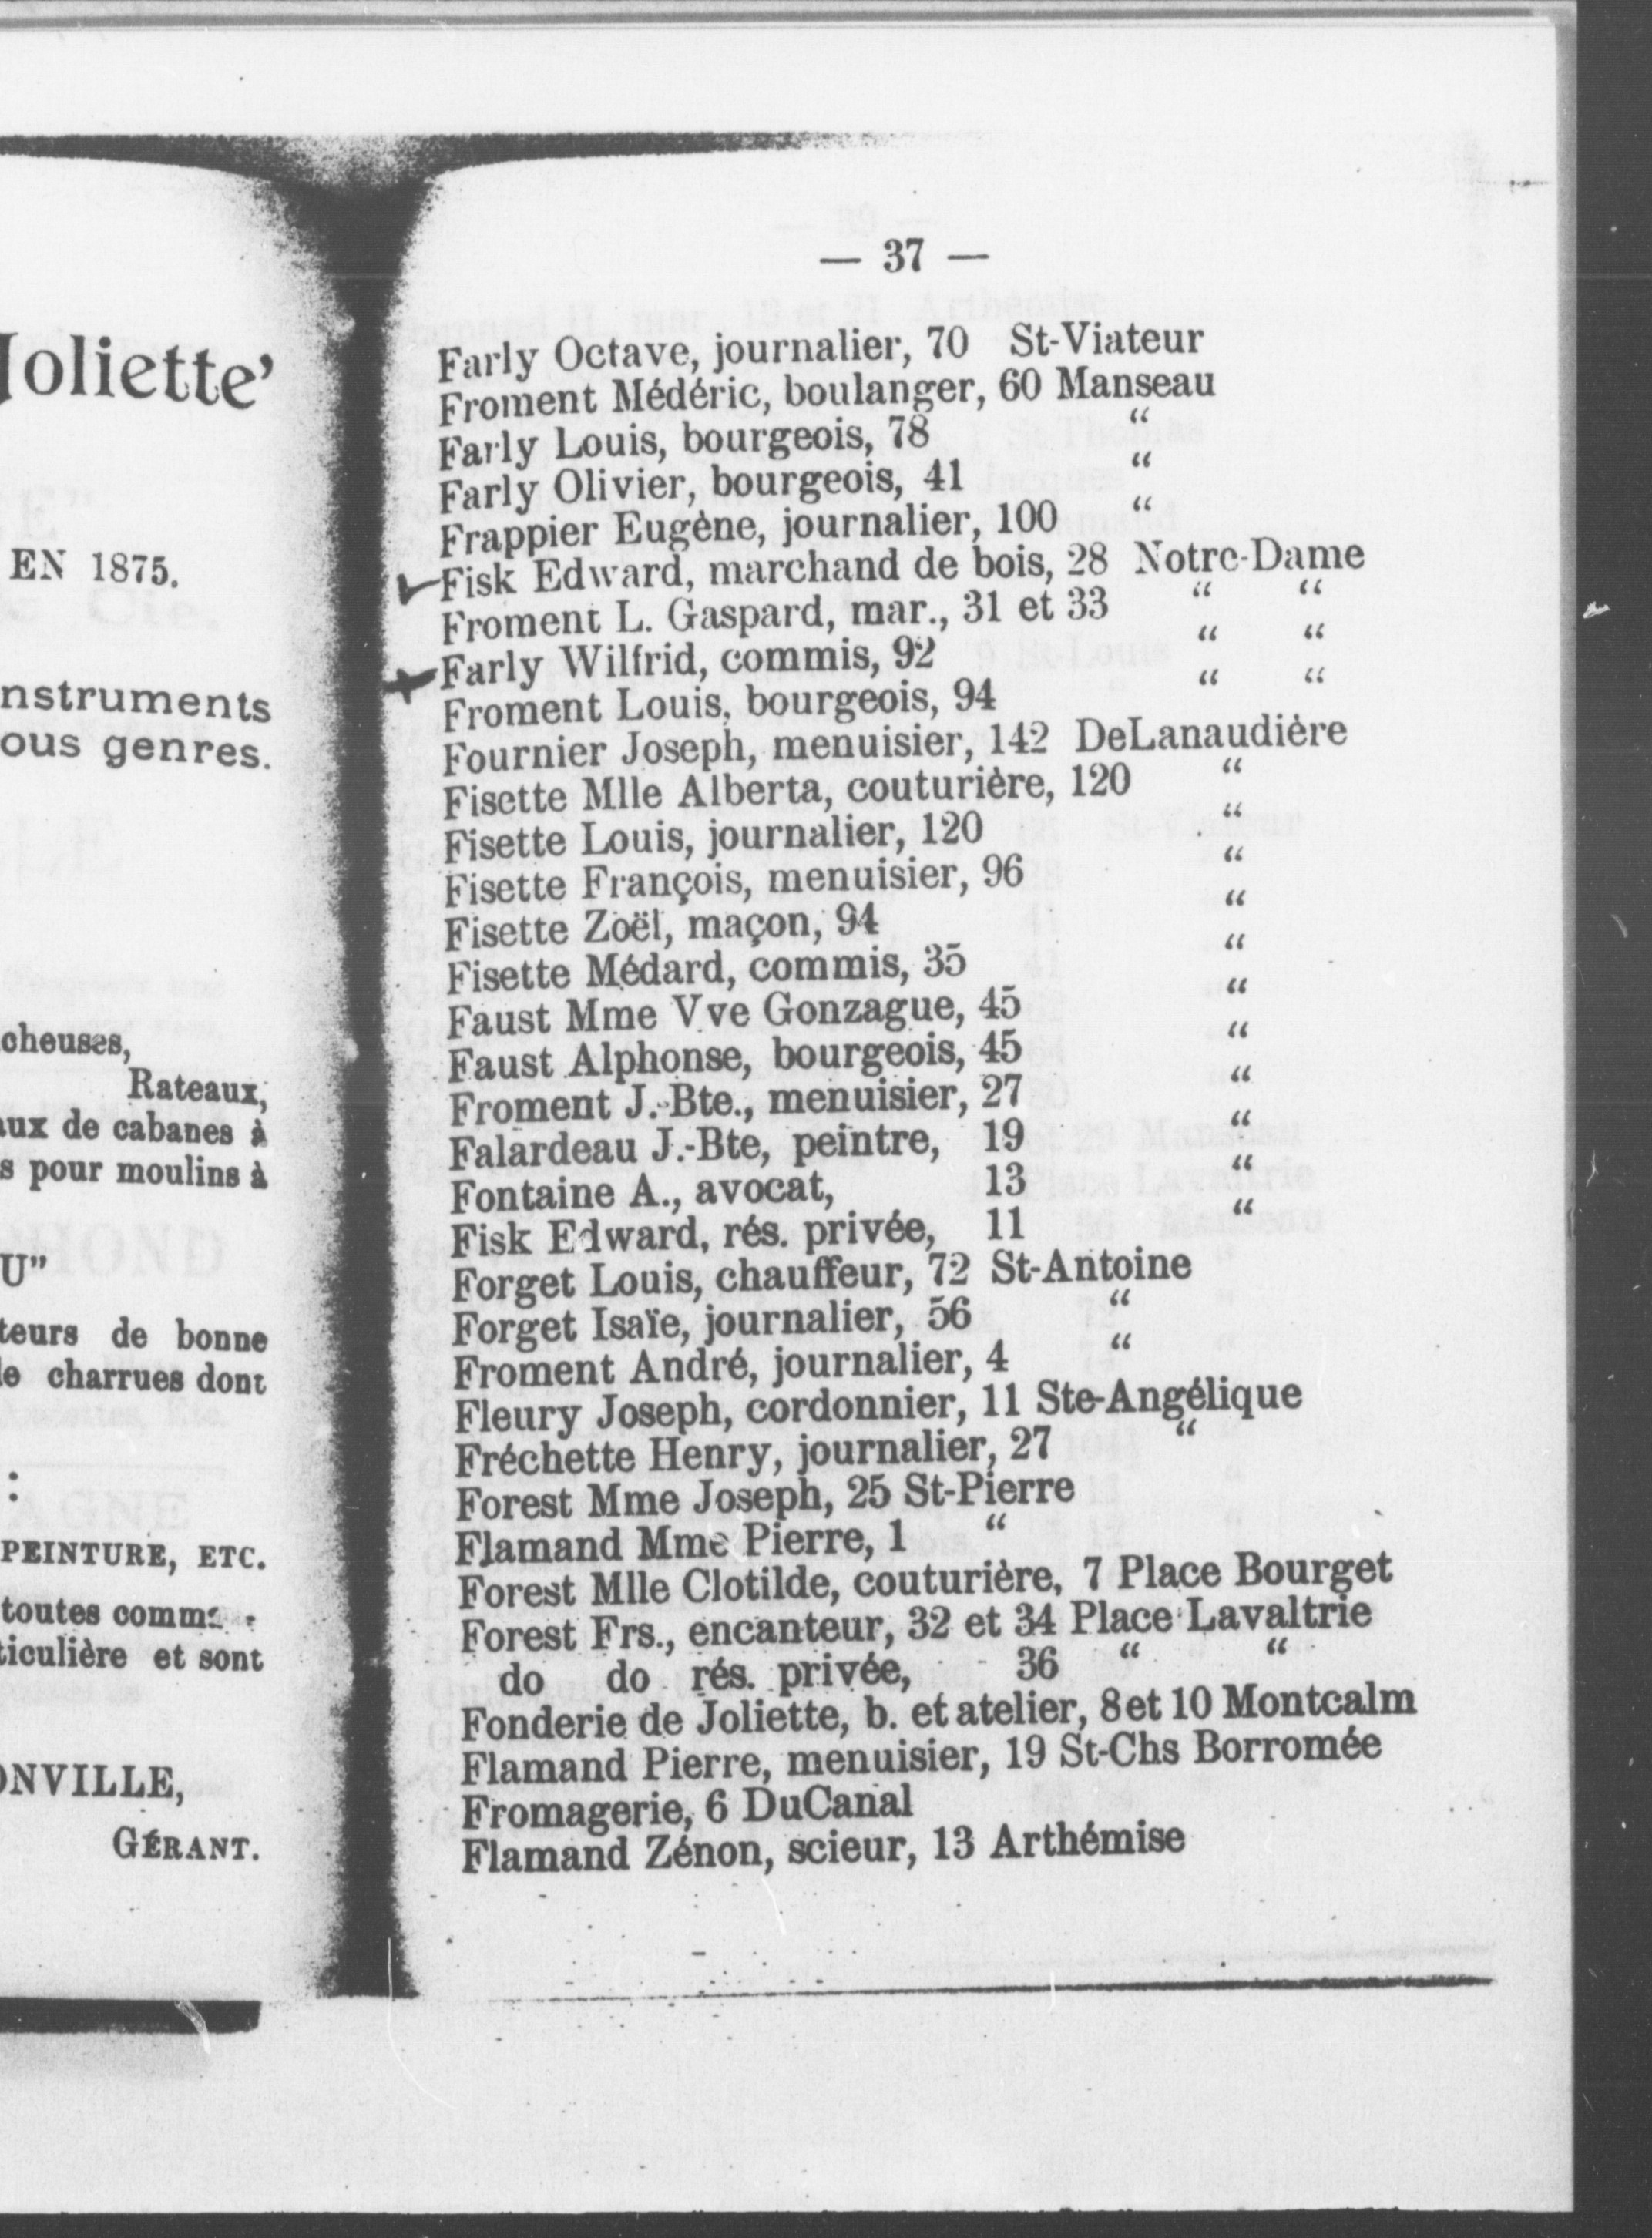 Joliette'
EN 1875.
nstruments
ous genres.
cheuses,
Rateaux,
aux de cabanes à
s pour moulins à
U"
teurs de bonne
le charrues dont
:
PEINTURE, ETC.
toutes comm
ticulière et sont
ONVILLE,
GÉRANT.
— 37 —
Farly Octave, journalier, 70 St-Viateur
Froment Médéric, boulanger, 60 Manseau
Farly Louis, bourgeois, 78 "
Farly Olivier, bourgeois, 41 "
Frappier Eugène, journalier, 100 "
Fisk Edward, marchand de bois, 28 Notre-Dame
Froment L. Gaspard, mar., 31 et 33 " "
Farly Wilfrid, commis, 92 " "
Froment Louis, bourgeois, 94 " "
Fournier Joseph, menuisier, 142 DeLanaudière
Fisette Mlle Alberta, couturière, 120 "
Fisette Louis, journalier, 120 "
Fisette François, menuisier, 96 "
Fisette Zoël, maçon, 94 "
Fisette Médard, commis, 35 "
Faust Mme Vve Gonzague, 45 "
Faust Alphonse, bourgeois, 45 "
Froment J.-Bte., menuisier, 27 "
Falardeau J.-Bte, peintre, 19 "
Fontaine A., avocat, 13 "
Fisk Edward, rés. privée, 11 "
Forget Louis, chauffeur, 72 St-Antoine
Forget Isaïe, journalier, 56 "
Froment André, journalier, 4 "
Fleury Joseph, cordonnier, 11 Ste-Angélique
Fréchette Henry, journalier, 27 "
Forest Mme Joseph, 25 St-Pierre
Flamand Mme Pierre, 1 "
Forest Mlle Clotilde, couturière, 7 Place Bourget
Forest Frs., encanteur, 32 et 34 Place Lavaltrie
do do rés. privée, 36 " "
Fonderie de Joliette, b. et atelier, 8 et 10 Montcalm
Flamand Pierre, menuisier, 19 St-Chs Borromée
Fromagerie, 6 DuCanal
Flamand Zénon, scieur, 13 Arthémise